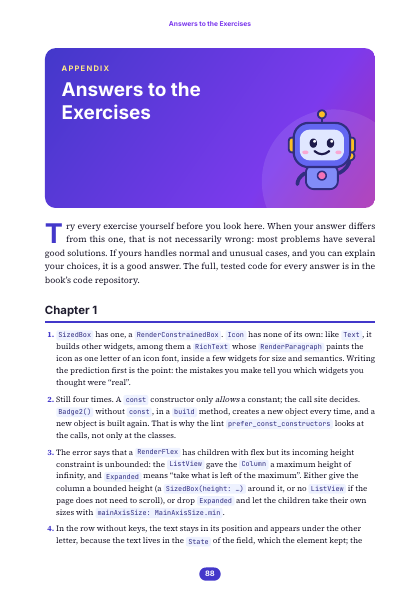 Answers to the Exercises
APPENDIX
Answers to the
Exercises
Try every exercise yourself before you look here. When your answer differs
from this one, that is not necessarily wrong: most problems have several
good solutions. If yours handles normal and unusual cases, and you can explain
your choices, it is a good answer. The full, tested code for every answer is in the
book's code repository.
Chapter 1
1. SizedBox has one, a RenderConstrainedBox. Icon has none of its own: like Text, it
builds other widgets, among them a RichText whose RenderParagraph paints the
icon as one letter of an icon font, inside a few widgets for size and semantics. Writing
the prediction first is the point: the mistakes you make tell you which widgets you
thought were “real”.
2. Still four times. A const constructor only allows a constant; the call site decides.
Badge2() without const, in a build method, creates a new object every time, and a
new object is built again. That is why the lint prefer_const_constructors looks at
the calls, not only at the classes.
3. The error says that a RenderFlex has children with flex but its incoming height
constraint is unbounded: the ListView gave the Column a maximum height of
infinity, and Expanded means “take what is left of the maximum”. Either give the
column a bounded height (a SizedBox(height: …) around it, or no ListView if the
page does not need to scroll), or drop Expanded and let the children take their own
sizes with mainAxisSize: MainAxisSize.min.
4. In the row without keys, the text stays in its position and appears under the other
letter, because the text lives in the State of the field, which the element kept; the
88